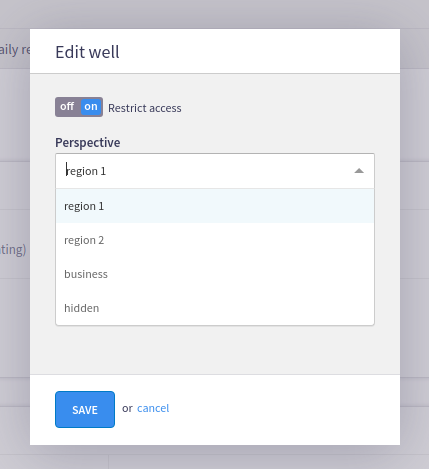 Edit well
aily re
off on Restrict access
Perspective
region 1
region 1
region 2
ting)
business
hidden
SAVE or cancel